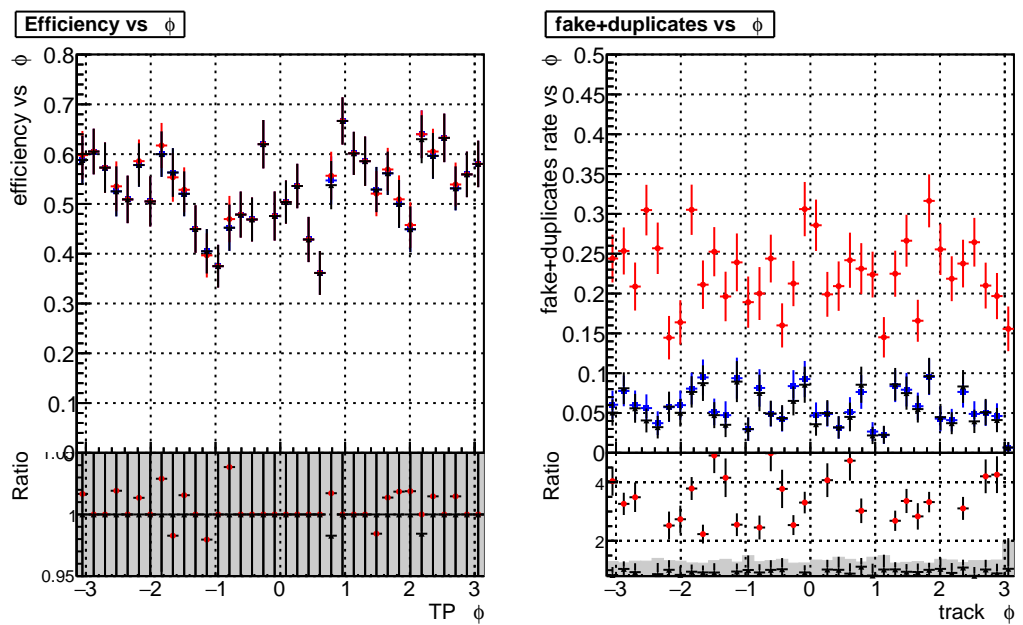 Efficiency vs ϕ
efficiency vs ϕ
0.8
0.7
0.6
0.5
0.4
0.3
0.2
0.1
Ratio
1
0.95
−3 −2 −1 0 1 2 3
TP ϕ
fake+duplicates vs ϕ
fake+duplicates rate vs ϕ
0.5
0.45
0.4
0.35
0.3
0.25
0.2
0.15
0.1
0.05
0
Ratio
4
2
−3 −2 −1 0 1 2 3
track ϕ